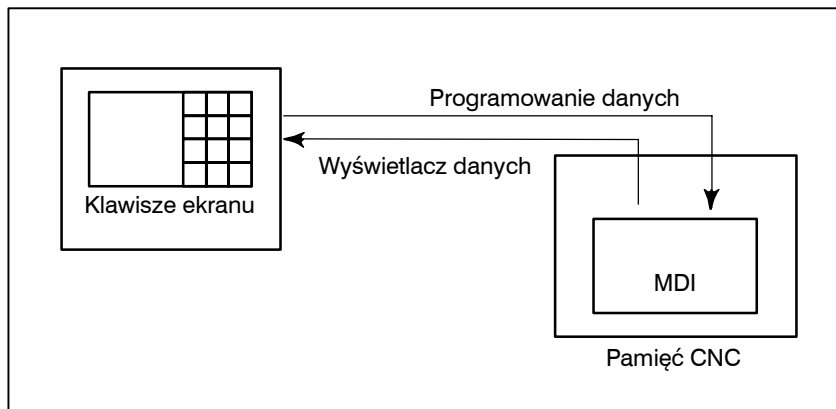 Programowanie danych
Wyświetlacz danych
Klawisze ekranu
MDI
Pamięć CNC